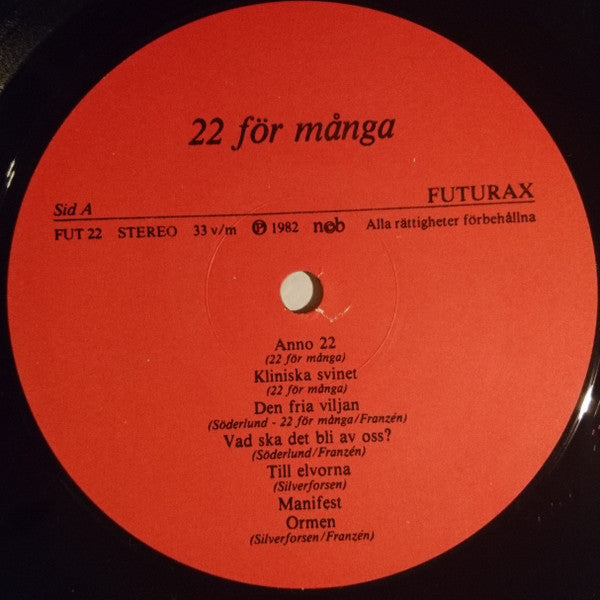 22 för många
Sid A
FUTURAX
FUT 22 STEREO 33 v/m Ⓟ 1982 ncb Alla rättigheter förbehållna
Anno 22
(22 för många)
Kliniska svinet
(22 för många)
Den fria viljan
(Söderlund - 22 för många/Franzén)
Vad ska det bli av oss?
(Söderlund/Franzén)
Till elvorna
(Silverforsen)
Manifest
Ormen
(Silverforsen/Franzén)